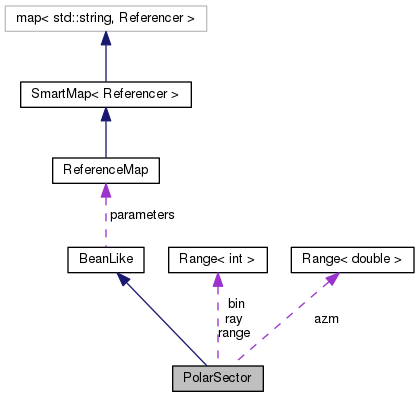 map< std::string, Referencer >
SmartMap< Referencer >
ReferenceMap
parameters
BeanLike
Range< int >
Range< double >
bin
ray
range
azm
PolarSector